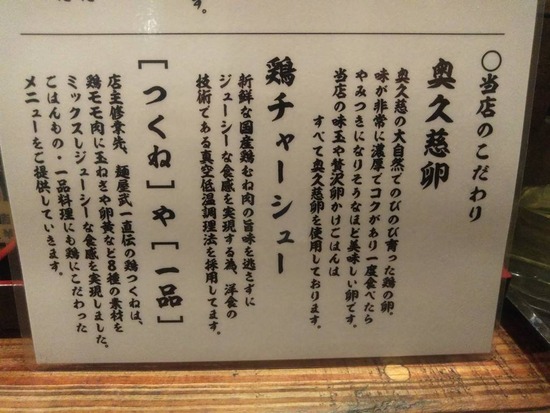 す。
〇当店のこだわり
奥久慈卵
奥久慈の大自然でのびのび育った鶏の卵。
味が非常に濃厚でコクがあり一度食べたら
やみつきになりそうなほど美味しい卵です。
当店の味玉や贅沢卵かけごはんは
すべて奥久慈卵を使用しております。
鶏チャーシュー
新鮮な国産鶏むね肉の旨味を逃さずに
ジューシーな食感を実現する為、洋食の
技術である真空低温調理法を採用してます。
[つくね]や[一品]
店主修業先、麺屋武一直伝の鶏つくねは、
鶏モモ肉に玉ねぎや卵黄など8種の素材を
ミックスしジューシーな食感を実現しました。
ごはんもの・一品料理にも鶏にこだわった
メニューをご提供していきます。